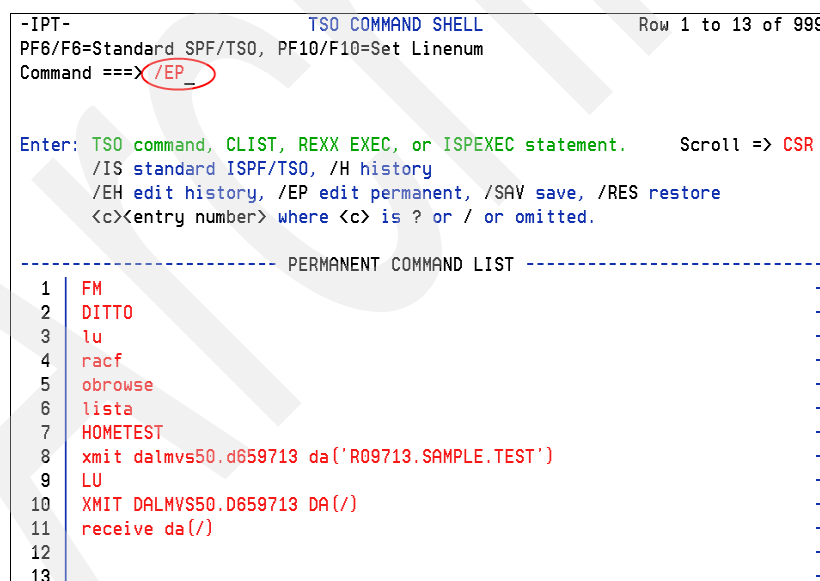 -IPT- TSO COMMAND SHELL Row 1 to 13 of 999
PF6/F6=Standard SPF/TSO, PF10/F10=Set Linenum
Command ===> /EP_
Enter: TSO command, CLIST, REXX EXEC, or ISPEXEC statement. Scroll => CSR
/IS standard ISPF/TSO, /H history
/EH edit history, /EP edit permanent, /SAV save, /RES restore
<c><entry number> where <c> is ? or / or omitted.
------------------------- PERMANENT COMMAND LIST -----------------------------
1 FM
2 DITTO
3 lu
4 racf
5 obrowse
6 lista
7 HOMETEST
8 xmit dalmvs50.d659713 da('R09713.SAMPLE.TEST')
9 LU
10 XMIT DALMVS50.D659713 DA(/)
11 receive da(/)
12
13